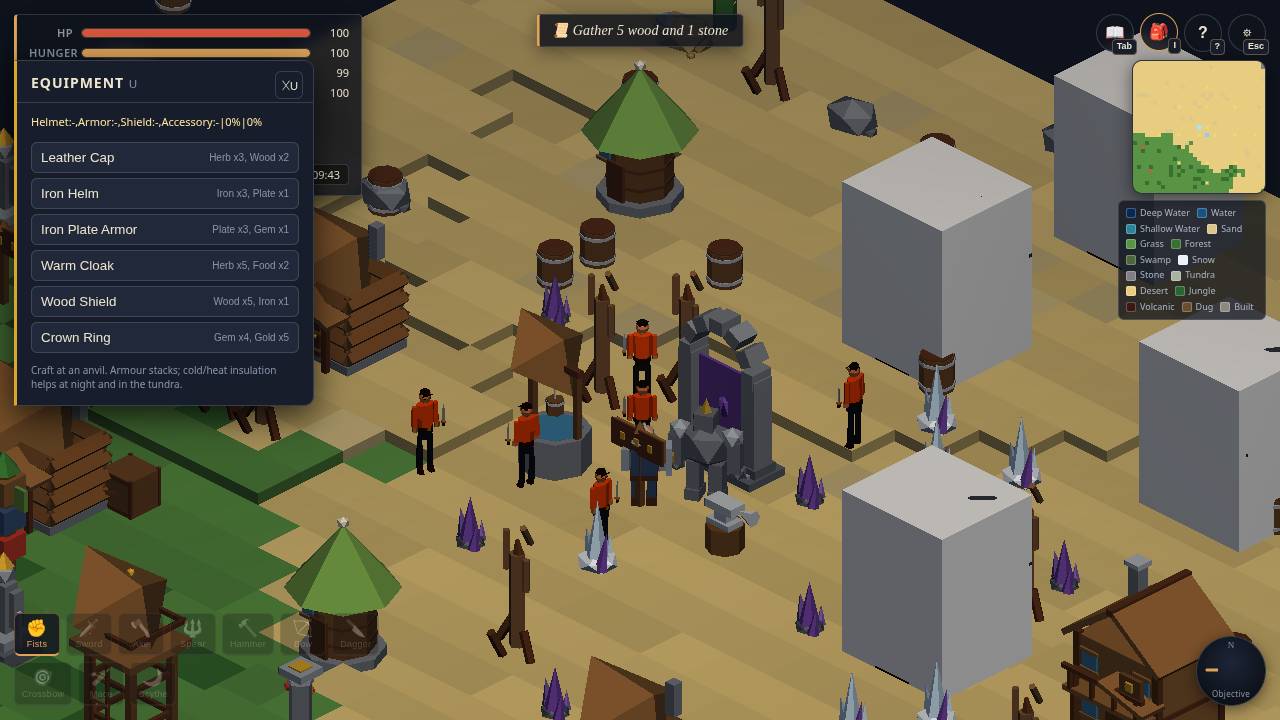 HP 100
HUNGER 100
99
100
09:43
EQUIPMENT U
XU
Helmet:-,Armor:-,Shield:-,Accessory:-|0%|0%
Leather Cap Herb x3, Wood x2
Iron Helm Iron x3, Plate x1
Iron Plate Armor Plate x3, Gem x1
Warm Cloak Herb x5, Food x2
Wood Shield Wood x5, Iron x1
Crown Ring Gem x4, Gold x5
Craft at an anvil. Armour stacks; cold/heat insulation
helps at night and in the tundra.
Gather 5 wood and 1 stone
Tab I ? ? Esc
Deep Water Water
Shallow Water Sand
Grass Forest
Swamp Snow
Stone Tundra
Desert Jungle
Volcanic Dug Built
Fists Sword Axe Spear Hammer Bow Dagger
Crossbow Mace Scythe
N
Objective